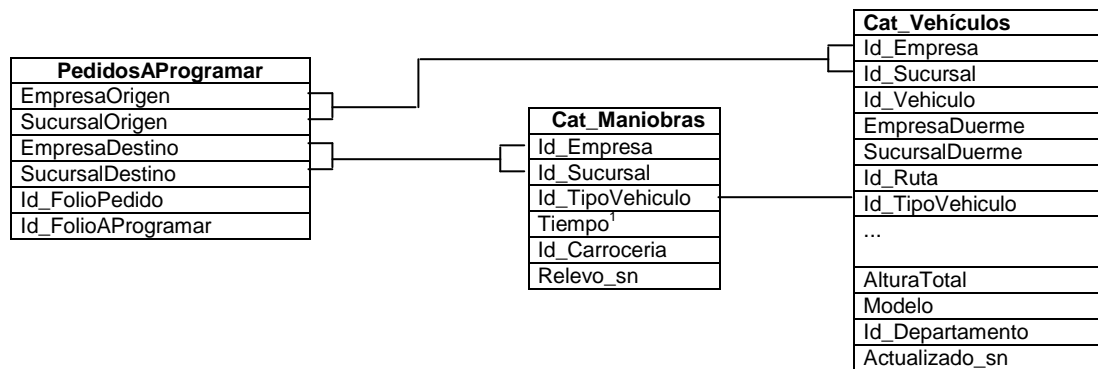 PedidosAProgramar
EmpresaOrigen
SucursalOrigen
EmpresaDestino
SucursalDestino
Id_FolioPedido
Id_FolioAProgramar
Cat_Maniobras
Id_Empresa
Id_Sucursal
Id_TipoVehiculo
Tiempo¹
Id_Carroceria
Relevo_sn
Cat_Vehículos
Id_Empresa
Id_Sucursal
Id_Vehiculo
EmpresaDuerme
SucursalDuerme
Id_Ruta
Id_TipoVehiculo
...
AlturaTotal
Modelo
Id_Departamento
Actualizado_sn